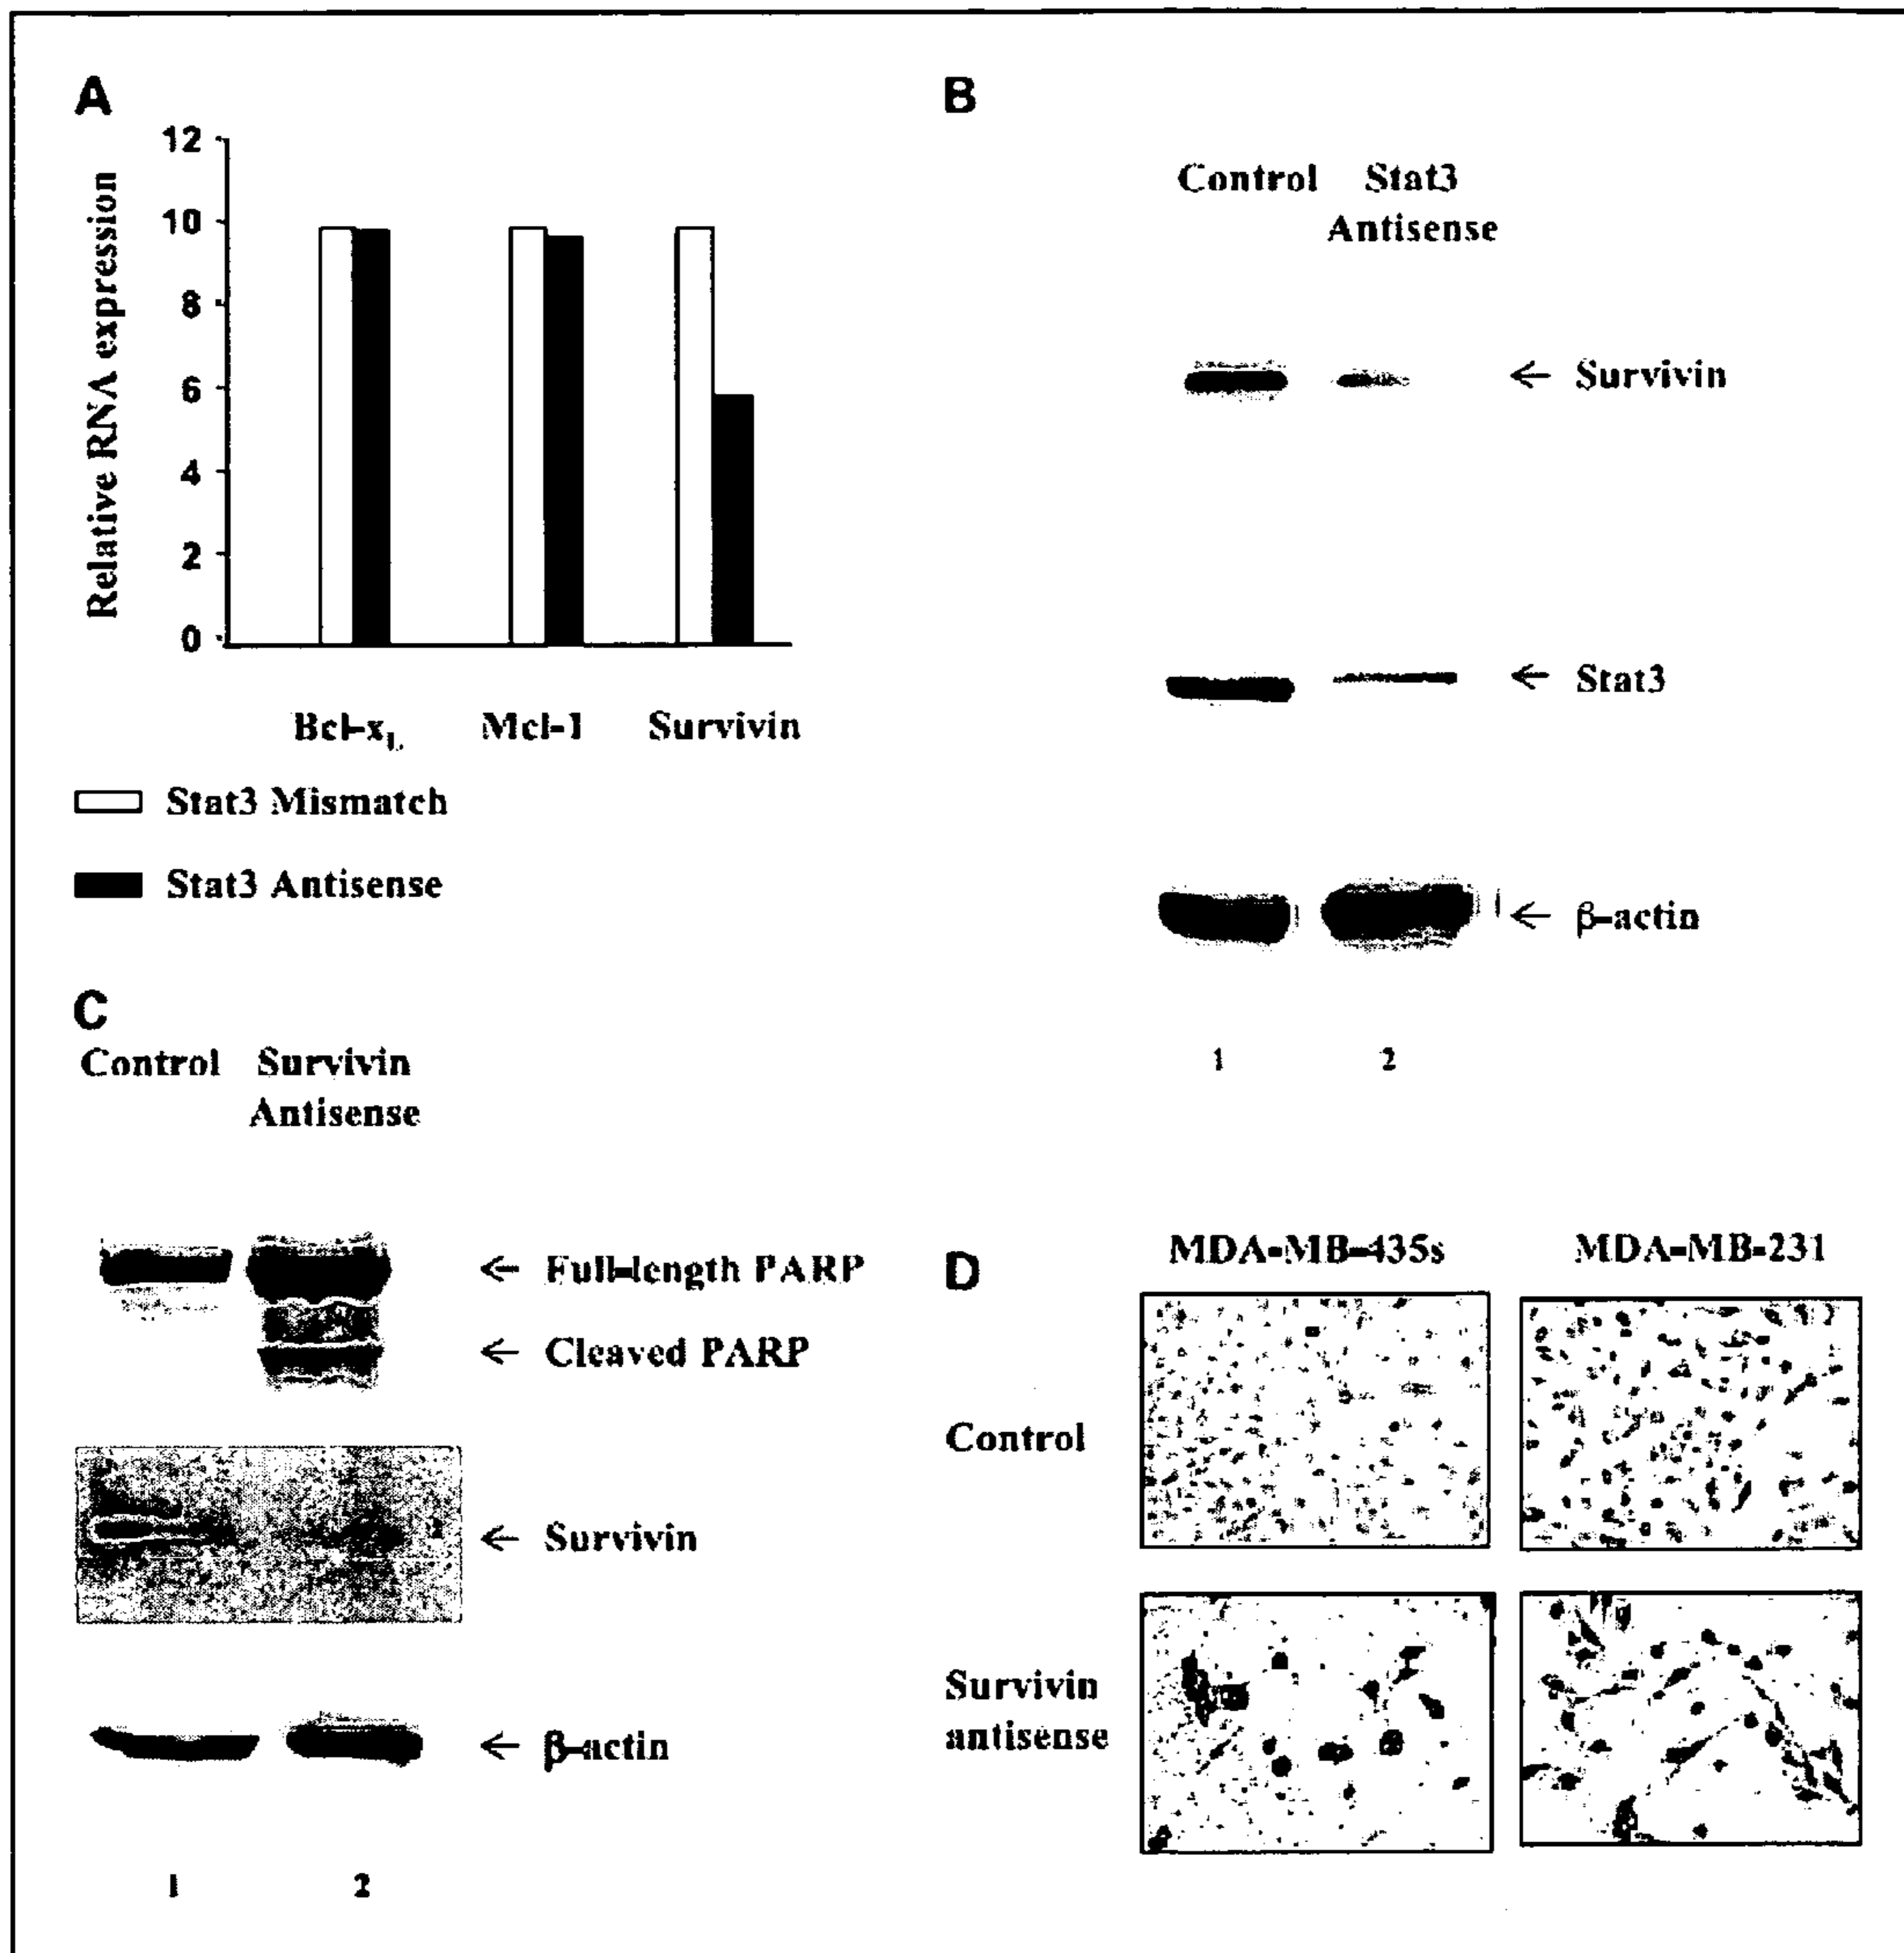 A
12
10
8
6
4
2
0
Relative RNA expression
Bcl-xL
Mcl-1
Survivin
Stat3 Mismatch
Stat3 Antisense
B
Control
Stat3
Antisense
← Survivin
← Stat3
← β-actin
1
2
C
Control
Survivin
Antisense
← Full-length PARP
← Cleaved PARP
← Survivin
← β-actin
1
2
D
MDA-MB-435s
MDA-MB-231
Control
Survivin
antisense